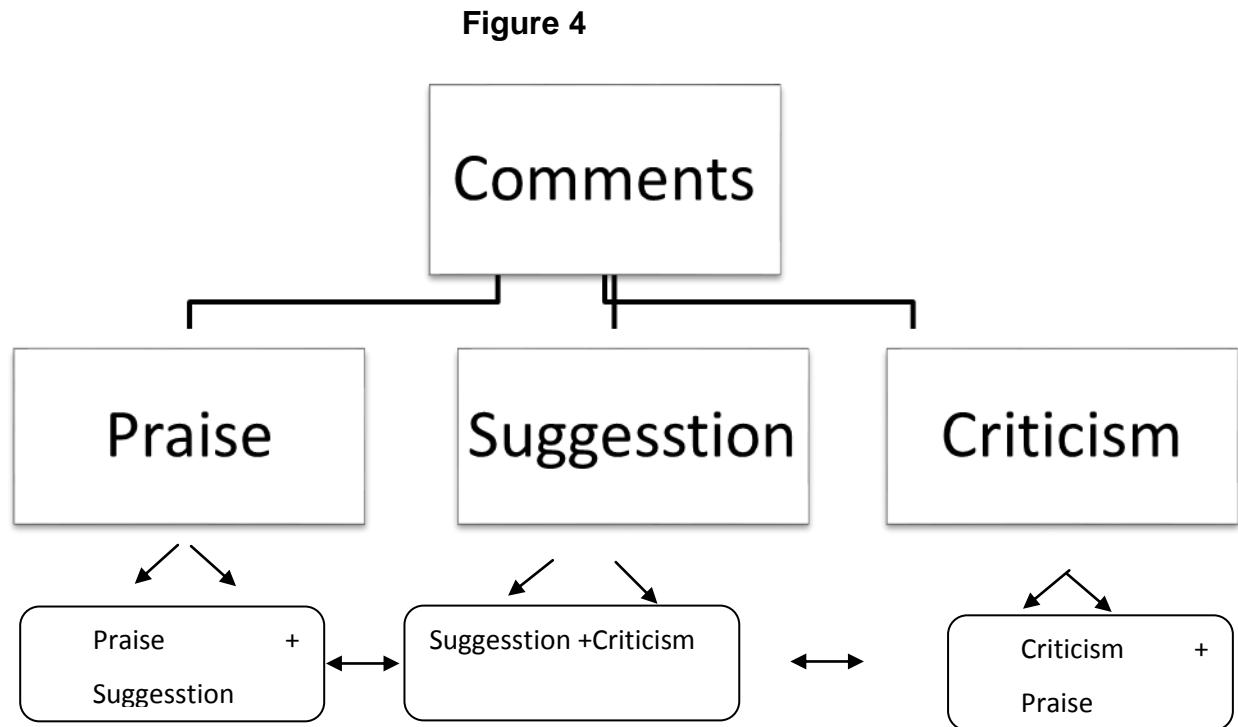 Figure 4
Comments
Praise
Suggesstion
Criticism
Praise +
Suggesstion
Suggesstion +Criticism
Criticism +
Praise